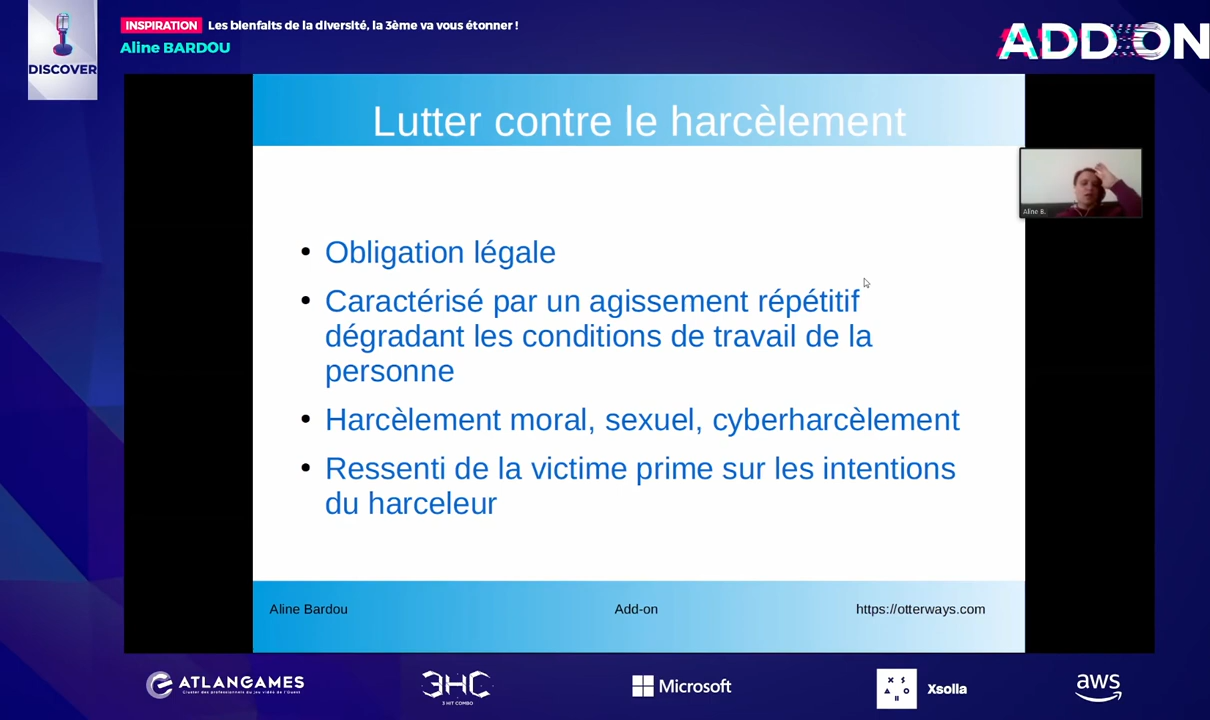 INSPIRATION Les bienfaits de la diversité, la 3ème va vous étonner !
Aline BARDOU
DISCOVER
ADD-ON
Lutter contre le harcèlement
Aline B.
• Obligation légale
• Caractérisé par un agissement répétitif
dégradant les conditions de travail de la
personne
• Harcèlement moral, sexuel, cyberharcèlement
• Ressenti de la victime prime sur les intentions
du harceleur
Aline Bardou Add-on https://otterways.com
ATLANGAMES
Cluster des professionnels du jeu vidéo de l'Ouest
3HC
3 HIT COMBO
Microsoft
XS
Xsolla
aws